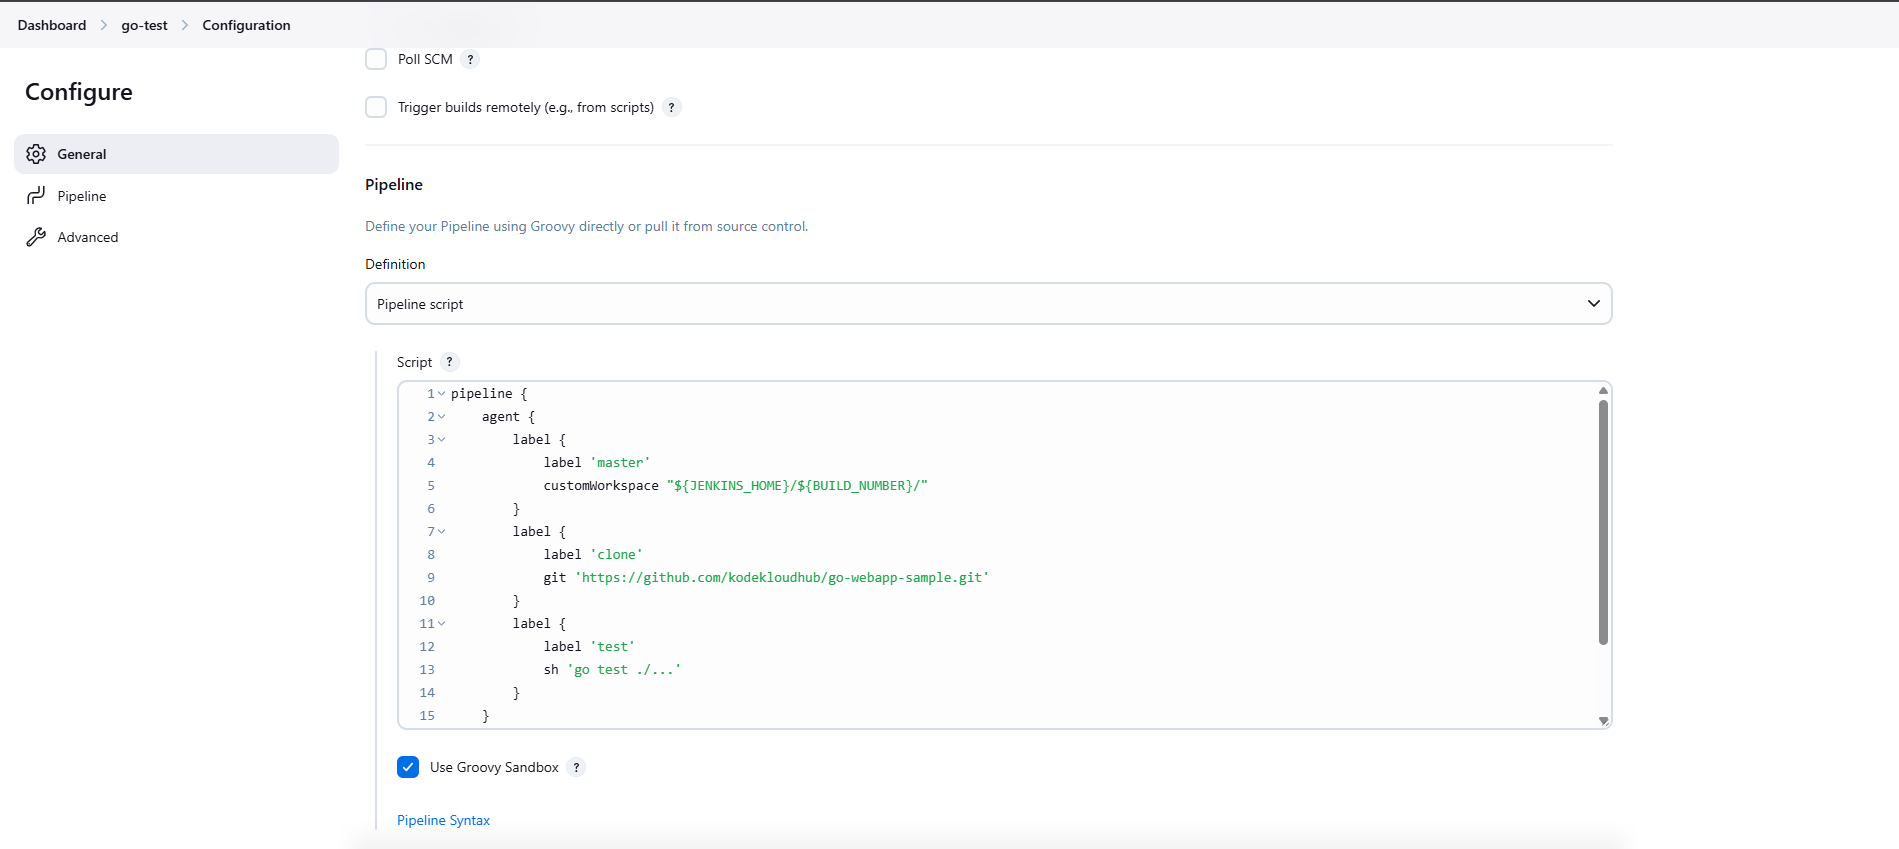 Dashboard > go-test > Configuration
Configure
General
Pipeline
Advanced
Poll SCM ?
Trigger builds remotely (e.g., from scripts) ?
Pipeline
Define your Pipeline using Groovy directly or pull it from source control.
Definition
Pipeline script
Script ?
1 pipeline {
2     agent {
3         label {
4             label 'master'
5             customWorkspace "${JENKINS_HOME}/${BUILD_NUMBER}/"
6         }
7         label {
8             label 'clone'
9             git 'https://github.com/kodekloudhub/go-webapp-sample.git'
10         }
11         label {
12             label 'test'
13             sh 'go test ./...'
14         }
15     }
Use Groovy Sandbox ?
Pipeline Syntax